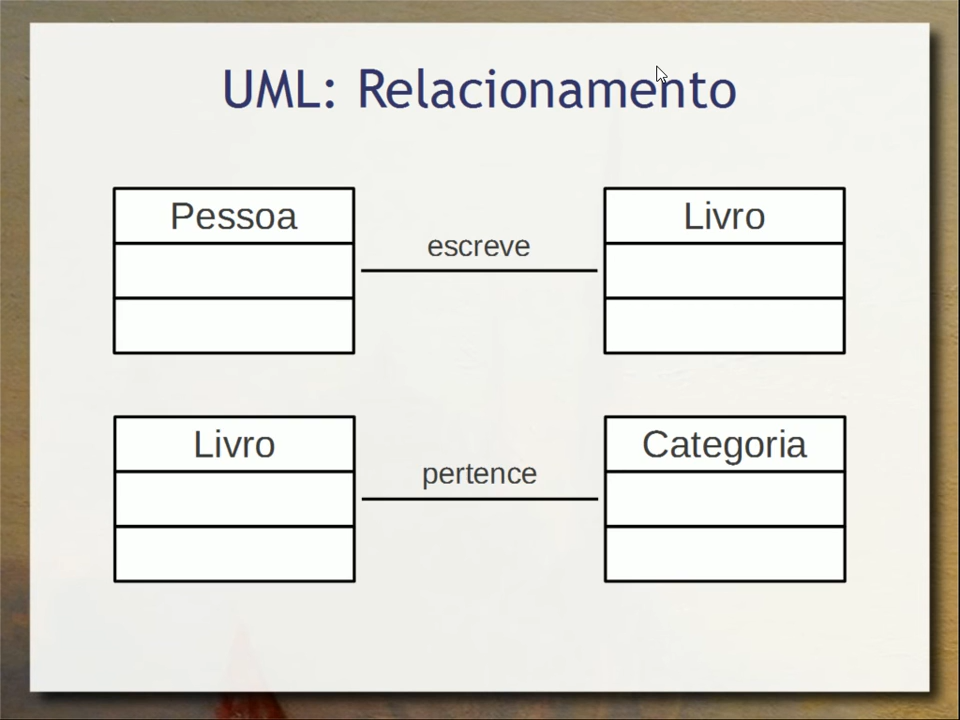 UML: Relacionamento
Pessoa
escreve
Livro
Livro
pertence
Categoria